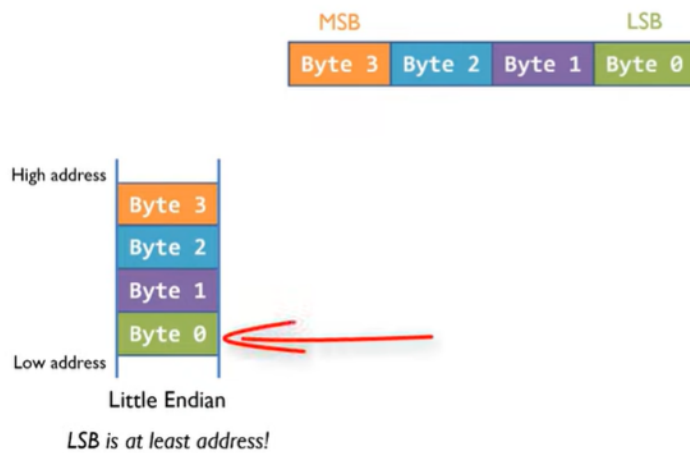 MSB LSB
Byte 3 Byte 2 Byte 1 Byte 0
High address
Byte 3
Byte 2
Byte 1
Byte 0
Low address
Little Endian
LSB is at least address!